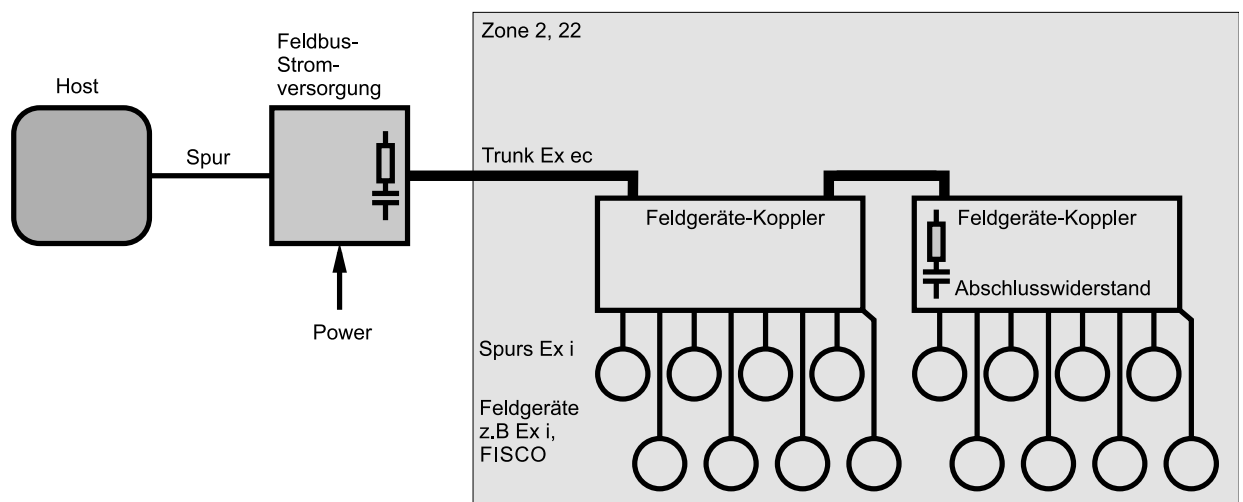 Zone 2, 22
Feldbus-
Strom-
versorgung
Host
Spur
Trunk Ex ec
Feldgeräte-Koppler
Feldgeräte-Koppler
Abschlusswiderstand
Power
Spurs Ex i
Feldgeräte
z.B Ex i,
FISCO